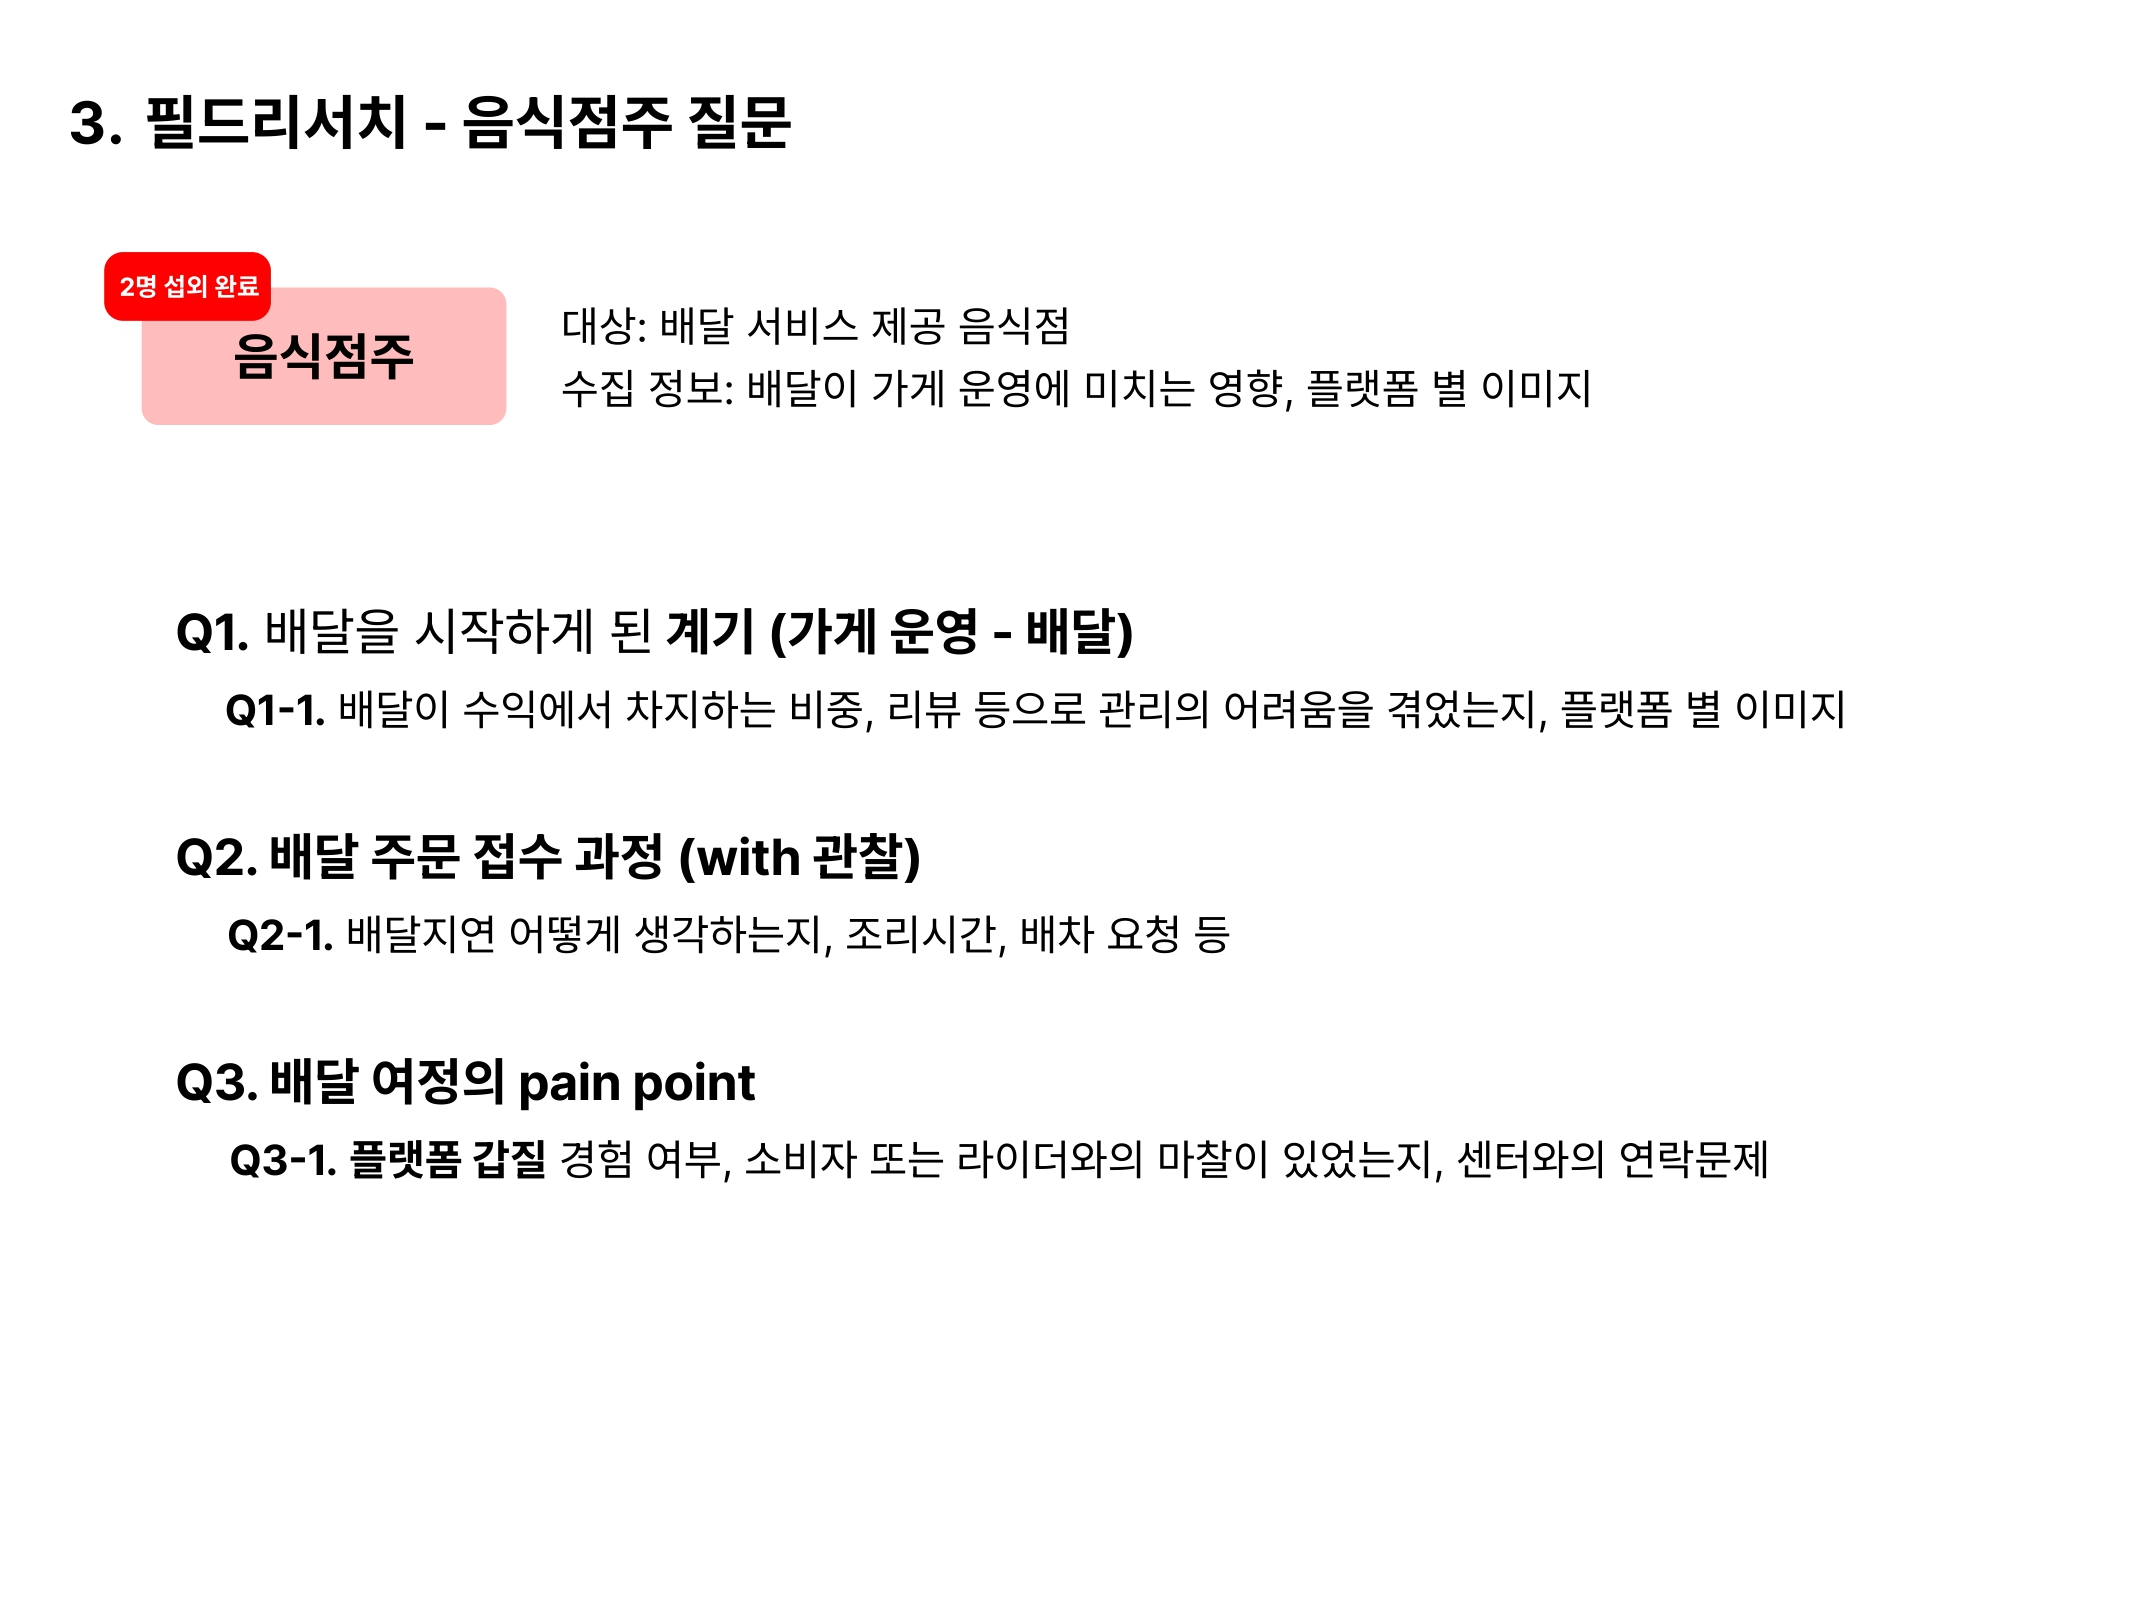 3. 필드리서치 - 음식점주 질문
2명 섭외 완료
음식점주
대상: 배달 서비스 제공 음식점
수집 정보: 배달이 가게 운영에 미치는 영향, 플랫폼 별 이미지
Q1. 배달을 시작하게 된 계기 (가게 운영 - 배달)
Q1-1. 배달이 수익에서 차지하는 비중, 리뷰 등으로 관리의 어려움을 겪었는지, 플랫폼 별 이미지
Q2. 배달 주문 접수 과정 (with 관찰)
Q2-1. 배달지연 어떻게 생각하는지, 조리시간, 배차 요청 등
Q3. 배달 여정의 pain point
Q3-1. 플랫폼 갑질 경험 여부, 소비자 또는 라이더와의 마찰이 있었는지, 센터와의 연락문제